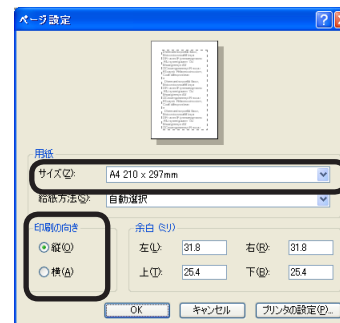 ページ設定
用紙
サイズ(Z): A4 210 x 297mm
給紙方法(S): 自動選択
印刷の向き
余白 (ミリ)
縦(O) 左(L): 31.8 右(R): 31.8
横(A) 上(T): 25.4 下(B): 25.4
OK キャンセル プリンタの設定(P)...